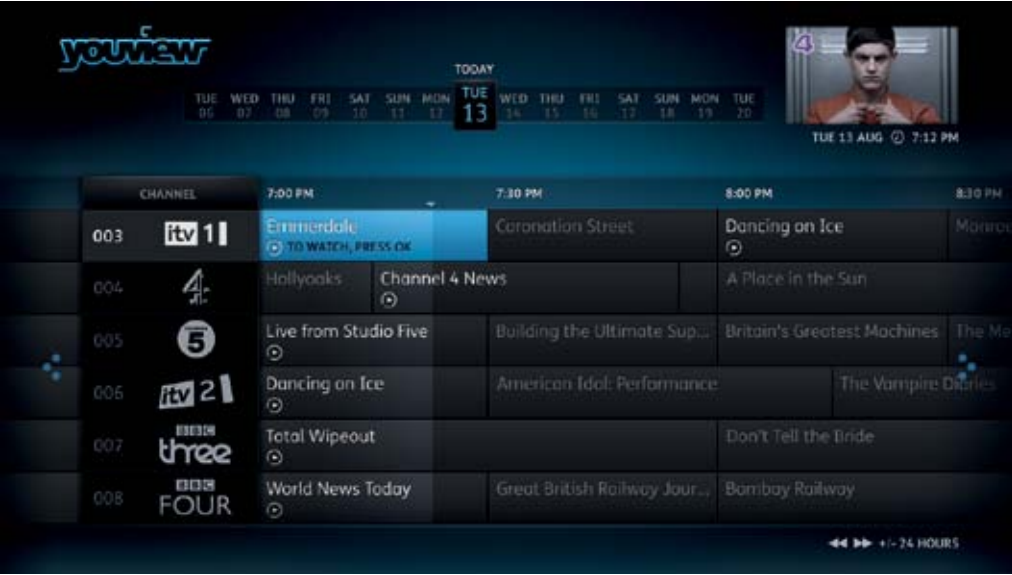 youview
TODAY
TUE WED THU FRI SAT SUN MON TUE WED THU FRI SAT SUN MON TUE
06 07 08 09 10 11 12 13 14 15 16 17 18 19 20
4
TUE 13 AUG 7:12 PM
CHANNEL 7:00 PM 7:30 PM 8:00 PM 8:30 PM
003 itv 1 Emmerdale Coronation Street Dancing on Ice
TO WATCH, PRESS OK
004 4 Hollyoaks Channel 4 News A Place in the Sun
005 5 Live from Studio Five Building the Ultimate Sup... Britain's Greatest Machines The Me
006 itv 2 Dancing on Ice American Idol: Performance The Vampire Diaries
007 BBC three Total Wipeout Don't Tell the Bride
008 BBC FOUR World News Today Great British Railway Jour... Bombay Railway
+/- 24 HOURS